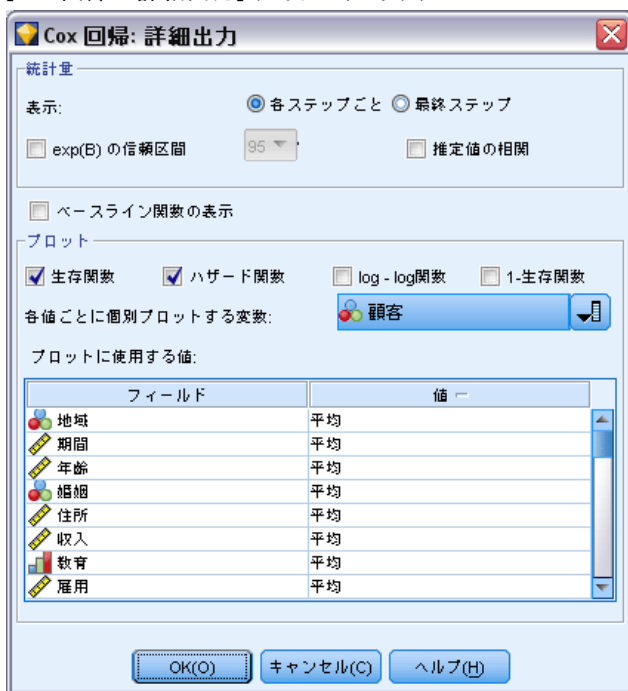 Cox 回帰: 詳細出力
統計量
表示: 各ステップごと 最終ステップ
exp(B) の信頼区間 95 推定値の相関
ベースライン関数の表示
プロット
生存関数 ハザード関数 log - log関数 1-生存関数
各値ごとに個別プロットする変数: 顧客
プロットに使用する値:
フィールド 値
地域 平均
期間 平均
年齢 平均
婚姻 平均
住所 平均
収入 平均
教育 平均
雇用 平均
OK(O) キャンセル(C) ヘルプ(H)